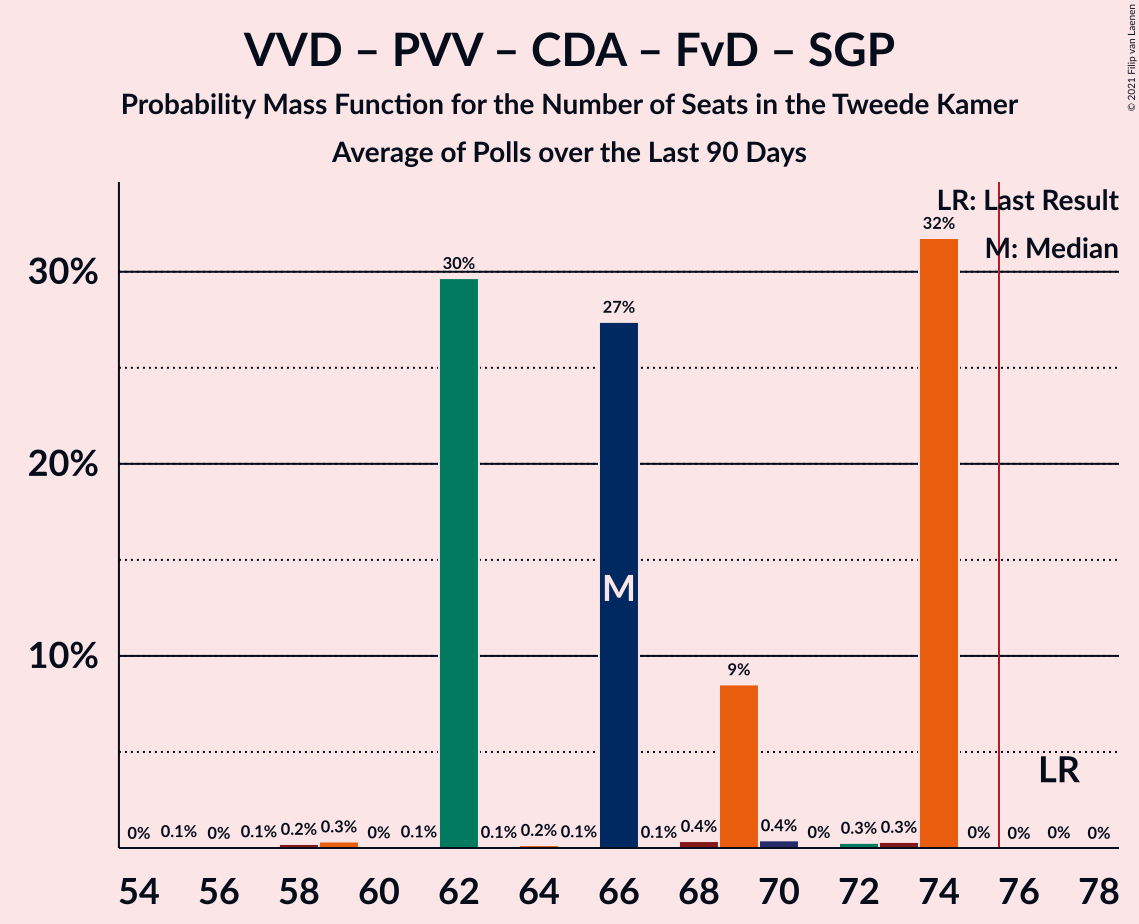 VVD – PVV – CDA – FvD – SGP
Probability Mass Function for the Number of Seats in the Tweede Kamer
Average of Polls over the Last 90 Days
© 2021 Filip van Laenen
LR: Last Result
M: Median
30%
20%
10%
0% 0.1% 0% 0.1% 0.2% 0.3% 0% 0.1% 30% 0.1% 0.2% 0.1% 27% 0.1% 0.4% 9% 0.4% 0% 0.3% 0.3% 32% 0% 0% 0% 0%
M
LR
54 56 58 60 62 64 66 68 70 72 74 76 78